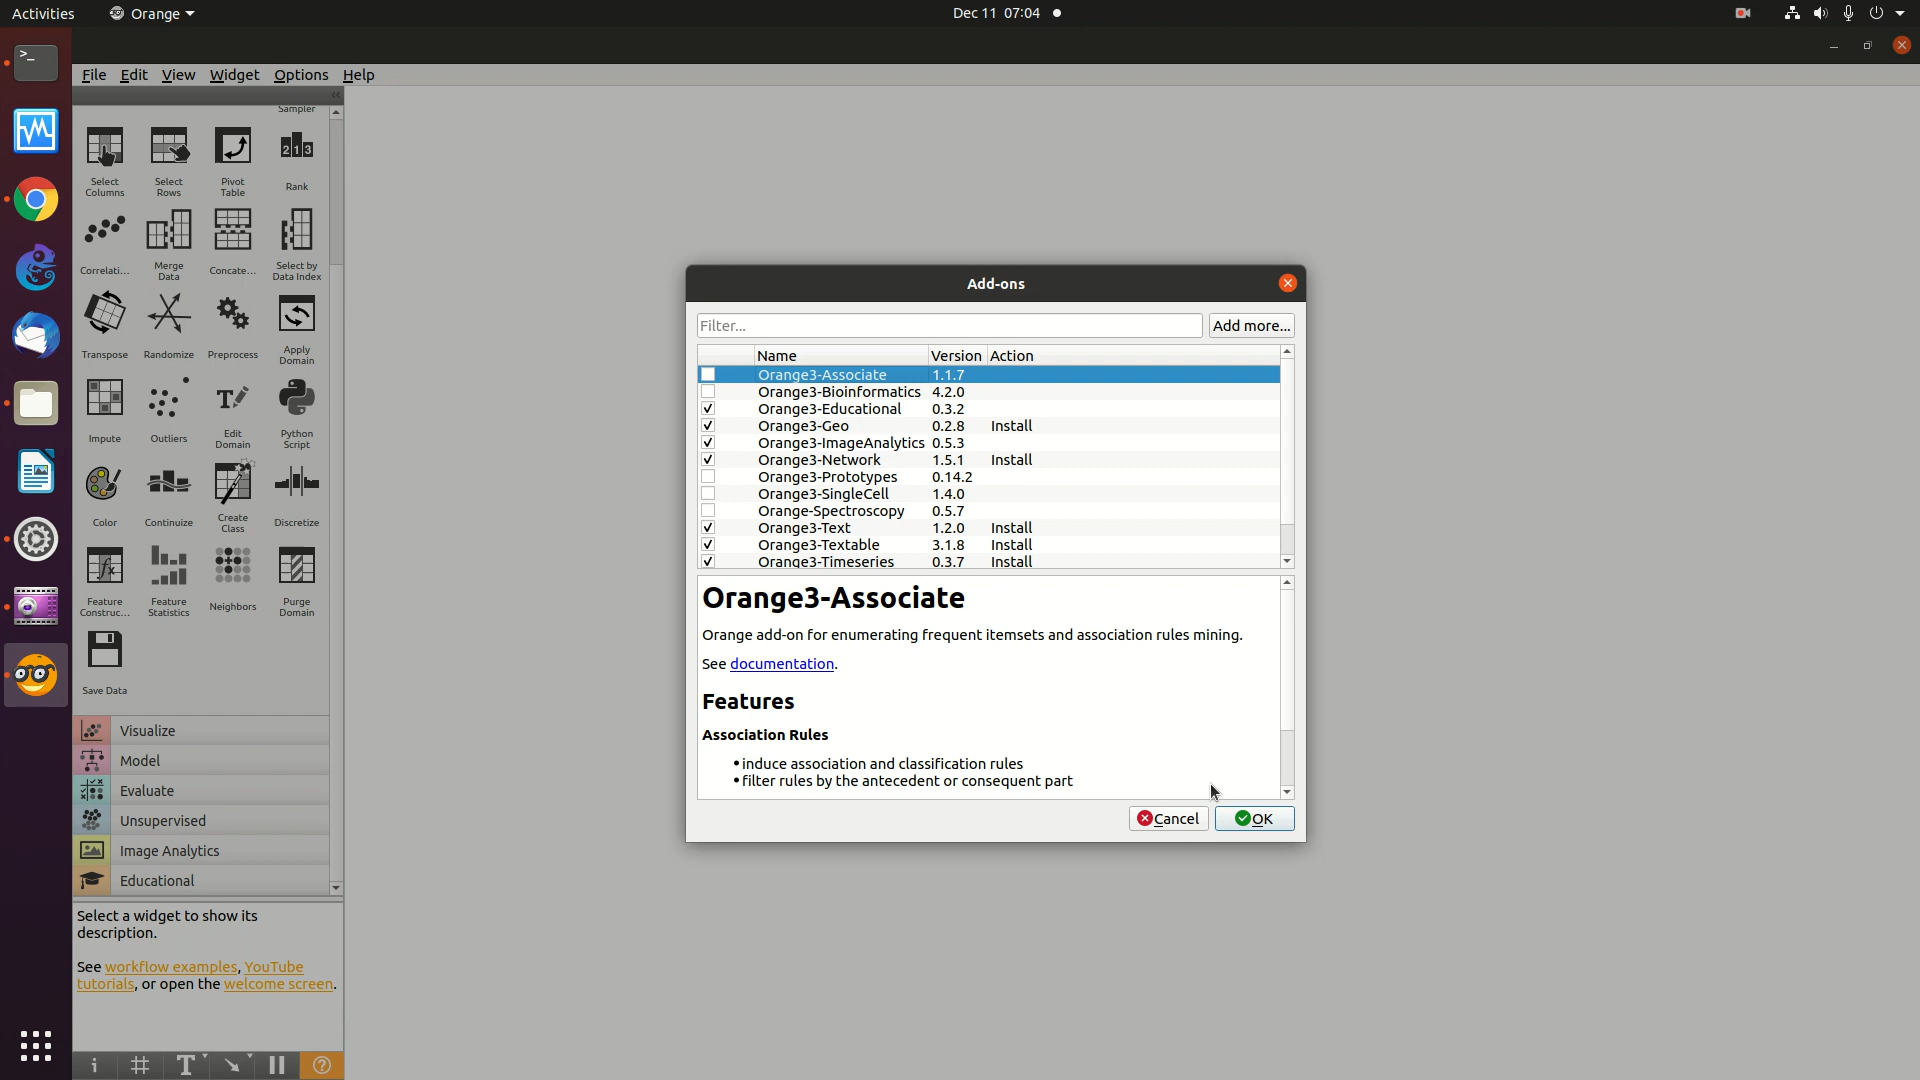 Activities
Orange
Dec 11 07:04
File Edit View Widget Options Help
Sampler
Select Columns
Select Rows
Pivot Table
Rank
Correlati...
Merge Data
Concate...
Select by Data Index
Transpose
Randomize
Preprocess
Apply Domain
Impute
Outliers
Edit Domain
Python Script
Color
Continuize
Create Class
Discretize
Feature Construc...
Feature Statistics
Neighbors
Purge Domain
Save Data
Visualize
Model
Evaluate
Unsupervised
Image Analytics
Educational
Select a widget to show its
description.
See workflow examples, YouTube
tutorials, or open the welcome screen.
Add-ons
Filter...
Add more...
Name Version Action
Orange3-Associate 1.1.7
Orange3-Bioinformatics 4.2.0
Orange3-Educational 0.3.2
Orange3-Geo 0.2.8 Install
Orange3-ImageAnalytics 0.5.3
Orange3-Network 1.5.1 Install
Orange3-Prototypes 0.14.2
Orange3-SingleCell 1.4.0
Orange-Spectroscopy 0.5.7
Orange3-Text 1.2.0 Install
Orange3-Textable 3.1.8 Install
Orange3-Timeseries 0.3.7 Install
Orange3-Associate
Orange add-on for enumerating frequent itemsets and association rules mining.
See documentation.
Features
Association Rules
• induce association and classification rules
• filter rules by the antecedent or consequent part
Cancel
OK